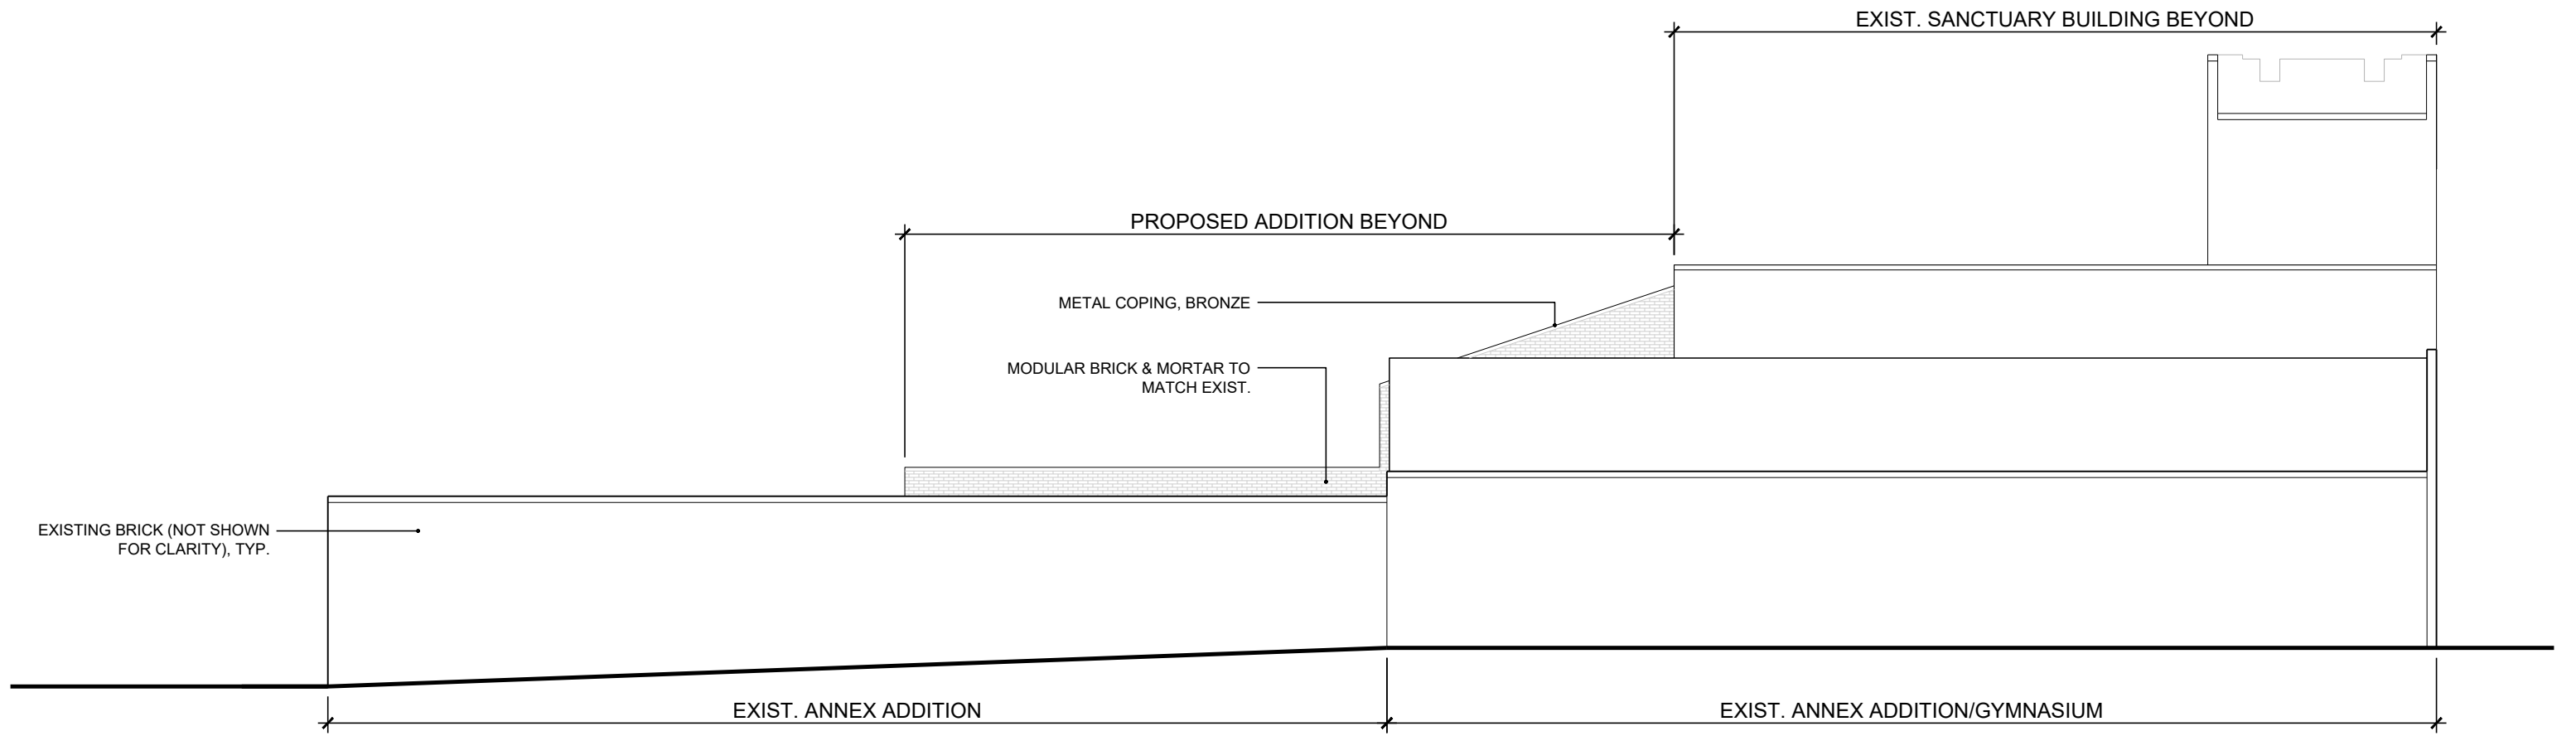 EXIST. SANCTUARY BUILDING BEYOND
PROPOSED ADDITION BEYOND
METAL COPING, BRONZE
MODULAR BRICK & MORTAR TO
MATCH EXIST.
EXISTING BRICK (NOT SHOWN
FOR CLARITY), TYP.
EXIST. ANNEX ADDITION
EXIST. ANNEX ADDITION/GYMNASIUM